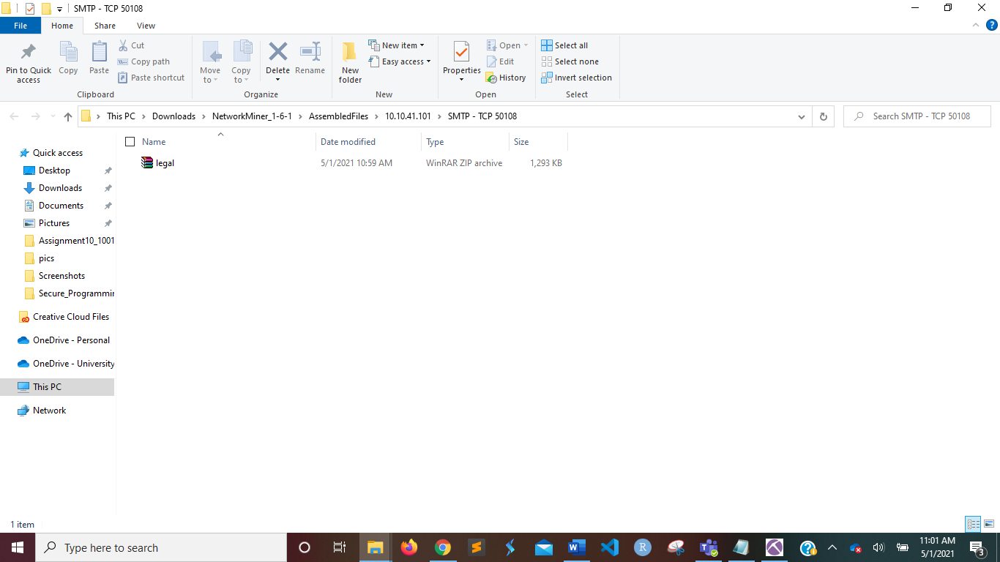 SMTP - TCP 50108
File Home Share View
Pin to Quick access
Copy
Paste
Cut
Copy path
Paste shortcut
Clipboard
Move to
Copy to
Delete
Rename
Organize
New folder
New item
Easy access
New
Properties
Open
Edit
History
Open
Select all
Select none
Invert selection
Select
This PC > Downloads > NetworkMiner_1-6-1 > AssembledFiles > 10.10.41.101 > SMTP - TCP 50108
Search SMTP - TCP 50108
Name Date modified Type Size
legal 5/1/2021 10:59 AM WinRAR ZIP archive 1,293 KB
Quick access
Desktop
Downloads
Documents
Pictures
Assignment10_1001
pics
Screenshots
Secure_Programmin
Creative Cloud Files
OneDrive - Personal
OneDrive - University
This PC
Network
1 item
Type here to search
11:01 AM
5/1/2021
3